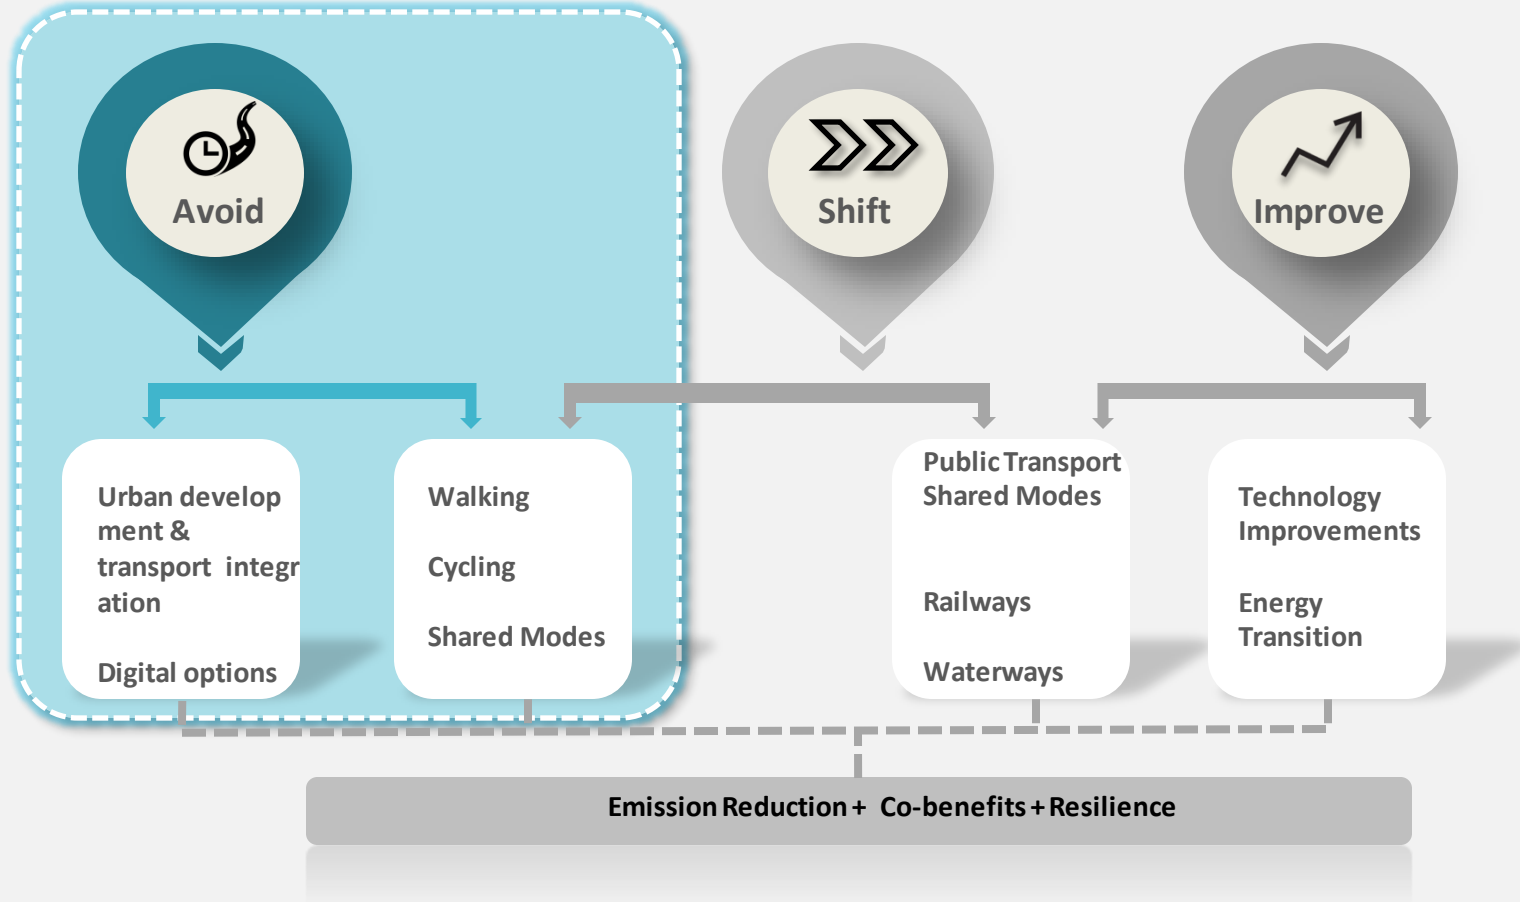 Avoid
Shift
Improve
Urban develop
ment &
transport integr
ation
Digital options
Walking
Cycling
Shared Modes
Public Transport
Shared Modes
Railways
Waterways
Technology
Improvements
Energy
Transition
Emission Reduction + Co-benefits + Resilience